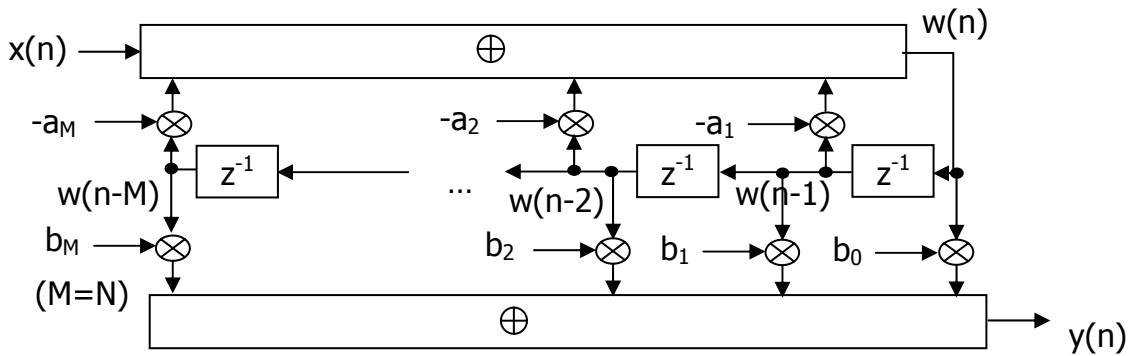 w(n)
x(n)
⊕
-a_M
-a_2
-a_1
z^-1
z^-1
z^-1
...
w(n-M)
w(n-2)
w(n-1)
b_M
b_2
b_1
b_0
(M=N)
⊕
y(n)